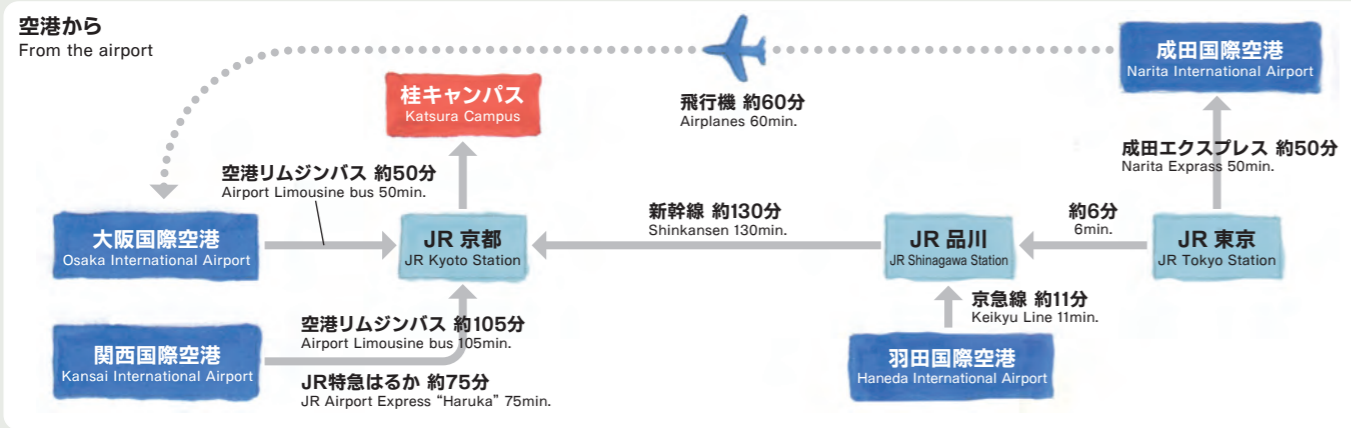 空港から
From the airport
成田国際空港
Narita International Airport
桂キャンパス
Katsura Campus
飛行機 約60分
Airplanes 60min.
成田エクスプレス 約50分
Narita Exprass 50min.
空港リムジンバス 約50分
Airport Limousine bus 50min.
大阪国際空港
Osaka International Airport
JR 京都
JR Kyoto Station
新幹線 約130分
Shinkansen 130min.
JR 品川
JR Shinagawa Station
約6分
6min.
JR 東京
JR Tokyo Station
京急線 約11分
Keikyu Line 11min.
関西国際空港
Kansai International Airport
空港リムジンバス 約105分
Airport Limousine bus 105min.
JR特急はるか 約75分
JR Airport Express “Haruka” 75min.
羽田国際空港
Haneda International Airport